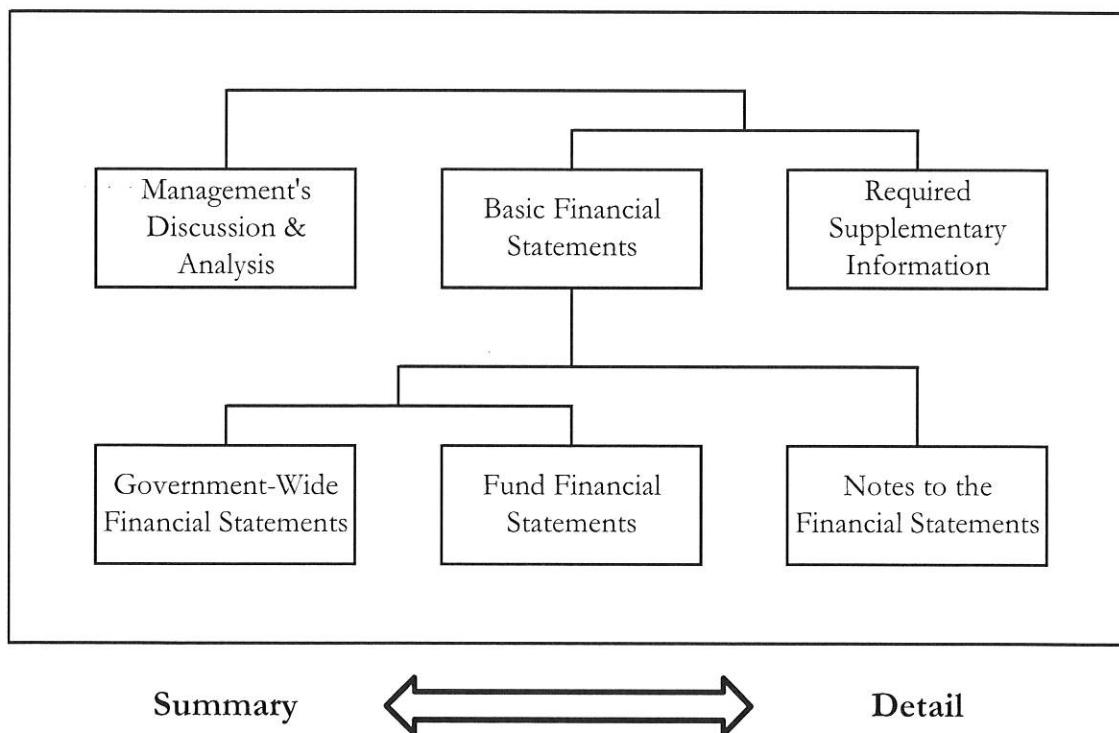 Management's
Discussion &
Analysis
Basic Financial
Statements
Required
Supplementary
Information
Government-Wide
Financial Statements
Fund Financial
Statements
Notes to the
Financial Statements
Summary
Detail